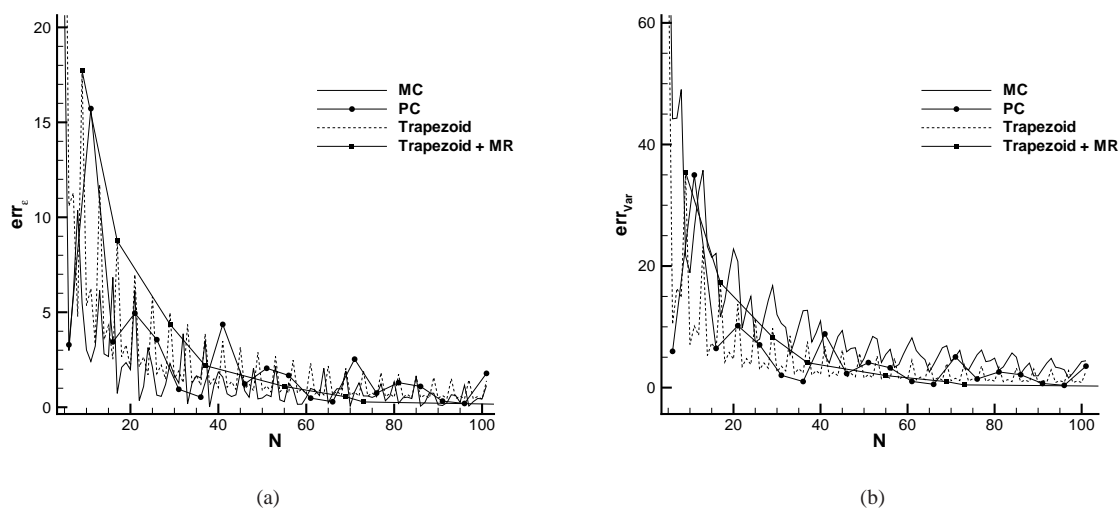 20
15
10
5
0
err_ε
20
40
60
80
100
N
MC
PC
Trapezoid
Trapezoid + MR
(a)
60
40
20
0
err_Var
20
40
60
80
100
N
MC
PC
Trapezoid
Trapezoid + MR
(b)